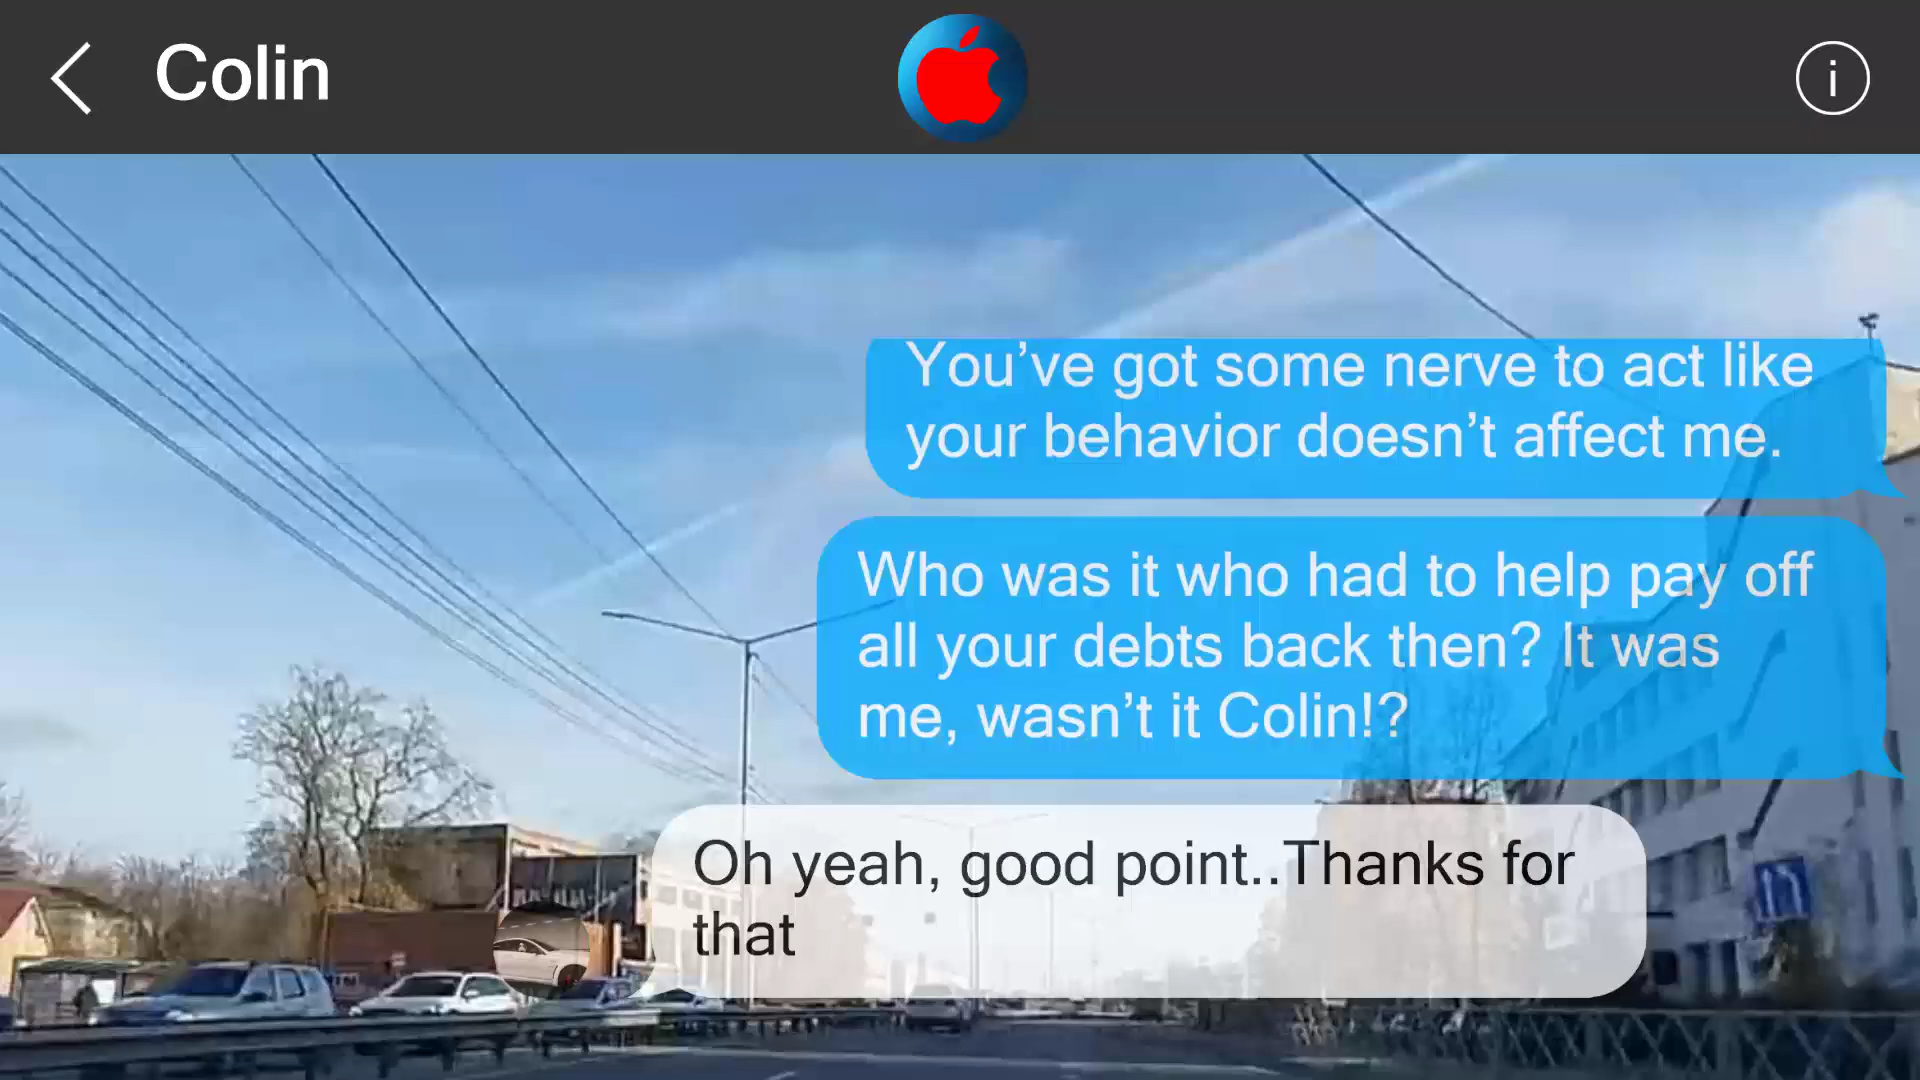 Colin
i
You’ve got some nerve to act like
your behavior doesn’t affect me.
Who was it who had to help pay off
all your debts back then? It was
me, wasn’t it Colin!?
Oh yeah, good point..Thanks for
that